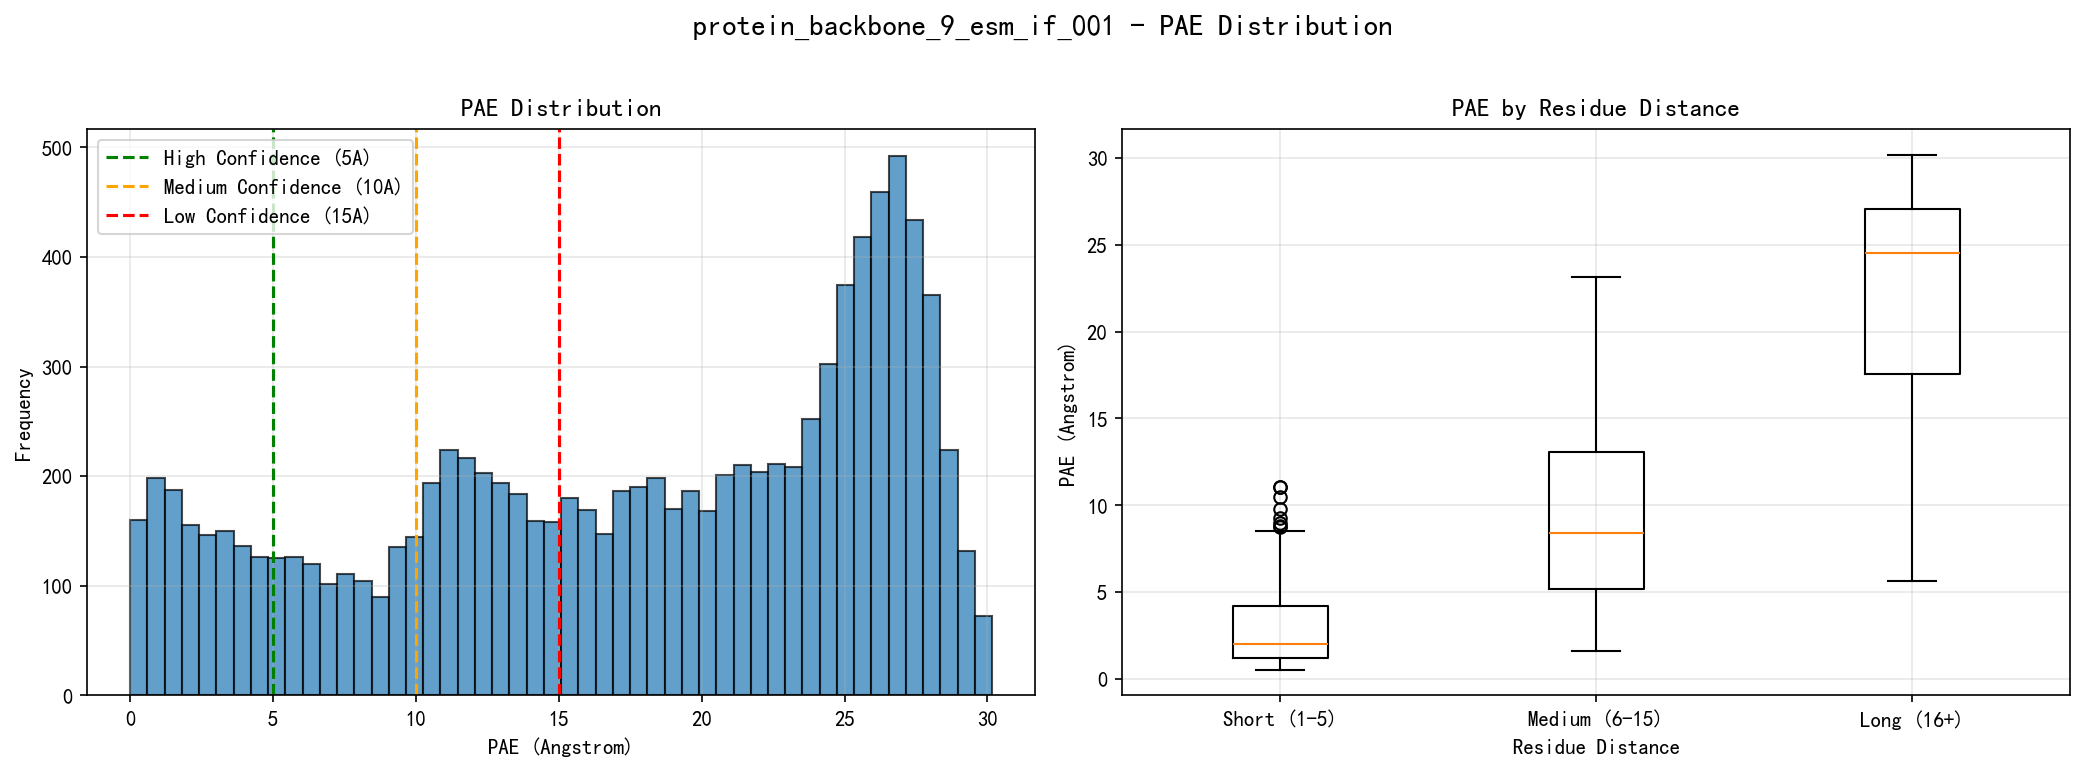 protein_backbone_9_esm_if_001 - PAE Distribution
PAE Distribution
High Confidence (5A)
Medium Confidence (10A)
Low Confidence (15A)
Frequency
500
400
300
200
100
0
0 5 10 15 20 25 30
PAE (Angstrom)
PAE by Residue Distance
PAE (Angstrom)
30
25
20
15
10
5
0
Short (1-5) Medium (6-15) Long (16+)
Residue Distance